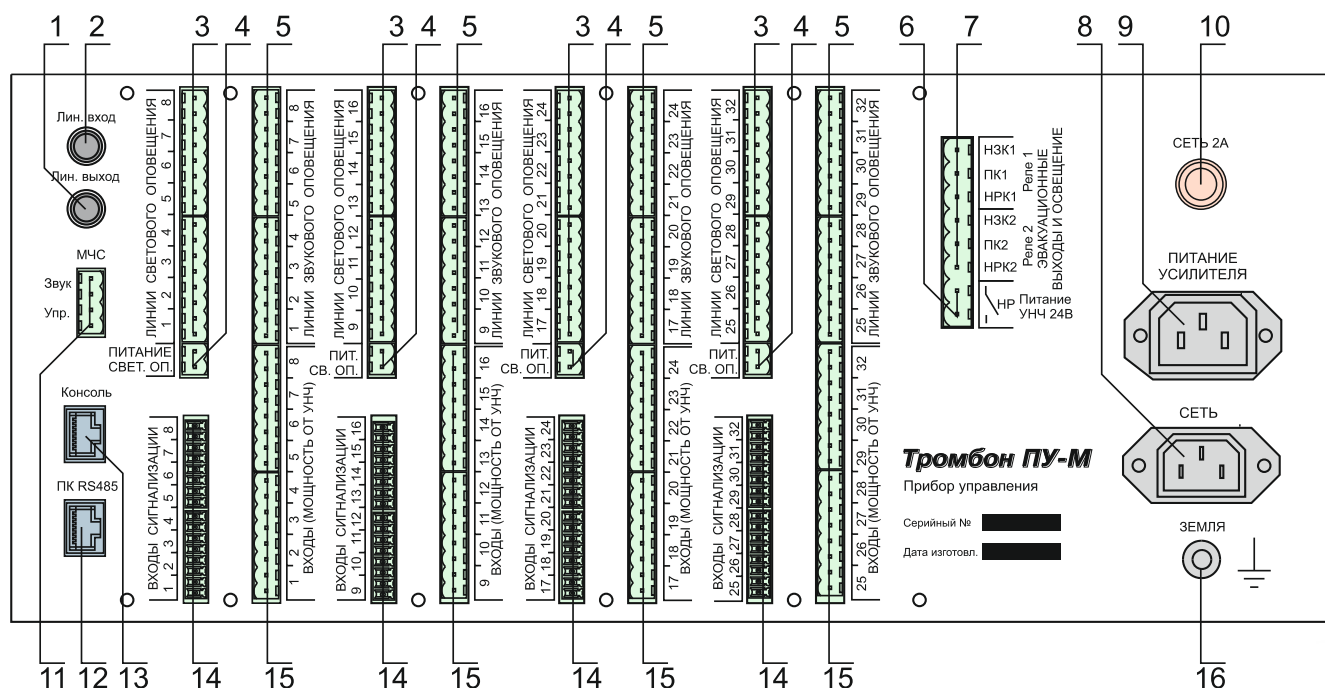 1 2 3 4 5 3 4 5 3 4 5 3 4 5 6 7 8 9 10
Лин. вход
Лин. выход
МЧС
Звук
Упр.
Консоль
ПК RS485
ЛИНИИ СВЕТОВОГО ОПОВЕЩЕНИЯ
1 2 3 4 5 6 7 8
ПИТАНИЕ
СВЕТ. ОП.
ВХОДЫ СИГНАЛИЗАЦИИ
1 2 3 4 5 6 7 8
1 2 3 4 5 6 7 8
ЛИНИИ ЗВУКОВОГО ОПОВЕЩЕНИЯ
1 2 3 4 5 6 7 8
ВХОДЫ (МОЩНОСТЬ ОТ УНЧ)
ЛИНИИ СВЕТОВОГО ОПОВЕЩЕНИЯ
9 10 11 12 13 14 15 16
ПИТ.
СВ. ОП.
ВХОДЫ СИГНАЛИЗАЦИИ
9 10 11 12 13 14 15 16
9 10 11 12 13 14 15 16
ЛИНИИ ЗВУКОВОГО ОПОВЕЩЕНИЯ
9 10 11 12 13 14 15 16
ВХОДЫ (МОЩНОСТЬ ОТ УНЧ)
ЛИНИИ СВЕТОВОГО ОПОВЕЩЕНИЯ
17 18 19 20 21 22 23 24
ПИТ.
СВ. ОП.
ВХОДЫ СИГНАЛИЗАЦИИ
17 18 19 20 21 22 23 24
17 18 19 20 21 22 23 24
ЛИНИИ ЗВУКОВОГО ОПОВЕЩЕНИЯ
17 18 19 20 21 22 23 24
ВХОДЫ (МОЩНОСТЬ ОТ УНЧ)
ЛИНИИ СВЕТОВОГО ОПОВЕЩЕНИЯ
25 26 27 28 29 30 31 32
ПИТ.
СВ. ОП.
ВХОДЫ СИГНАЛИЗАЦИИ
25 26 27 28 29 30 31 32
25 26 27 28 29 30 31 32
ЛИНИИ ЗВУКОВОГО ОПОВЕЩЕНИЯ
25 26 27 28 29 30 31 32
ВХОДЫ (МОЩНОСТЬ ОТ УНЧ)
НЗК1
ПК1
НРК1
НЗК2
ПК2
НРК2
Реле 1
Реле 2
ЭВАКУАЦИОННЫЕ
ВЫХОДЫ И ОСВЕЩЕНИЕ
НР
Питание
УНЧ 24В
СЕТЬ 2А
ПИТАНИЕ
УСИЛИТЕЛЯ
СЕТЬ
ЗЕМЛЯ
Тромбон ПУ-М
Прибор управления
Серийный №
Дата изготовл.
11 12 13 14 15 14 15 14 15 14 15 16